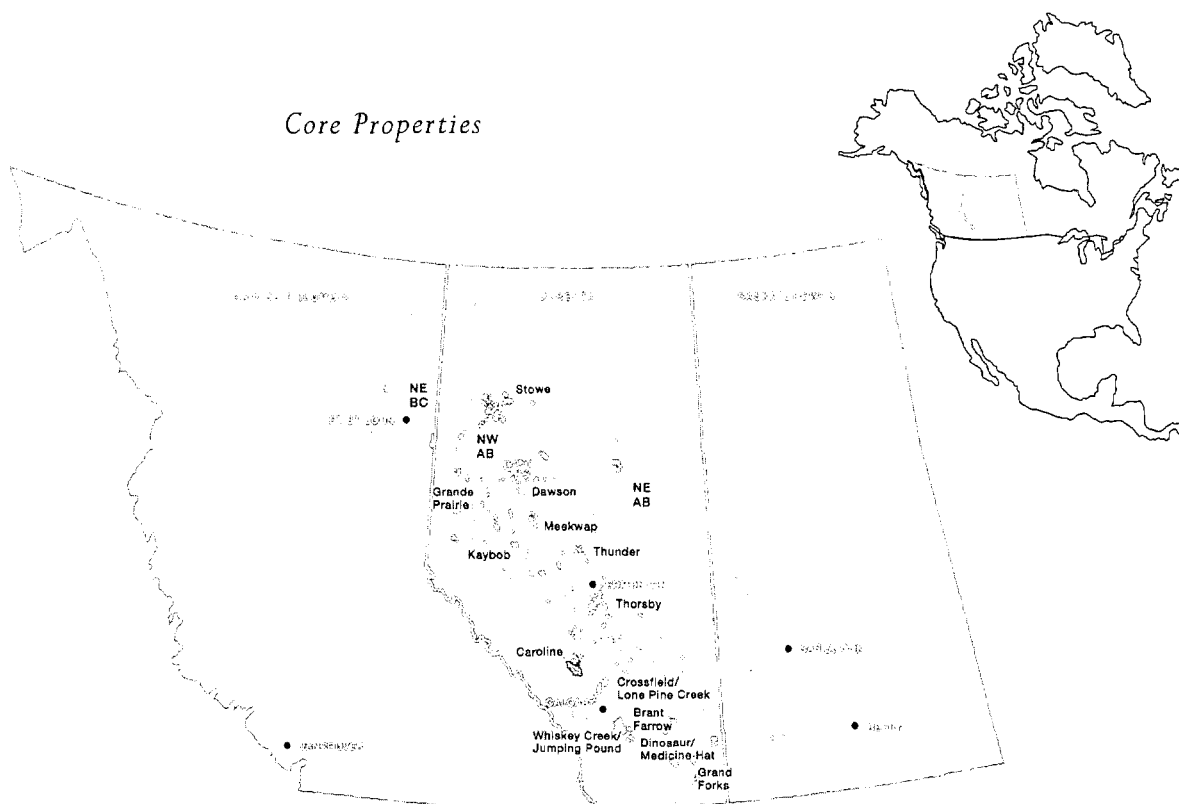 Core Properties
NE
BC
Stowe
NW
AB
Grande
Prairie
Dawson
NE
AB
Meekwap
Kaybob
Thunder
Thorsby
Caroline
Crossfield/
Lone Pine Creek
Brant
Farrow
Whiskey Creek/
Jumping Pound
Dinosaur/
Medicine-Hat
Grand
Forks